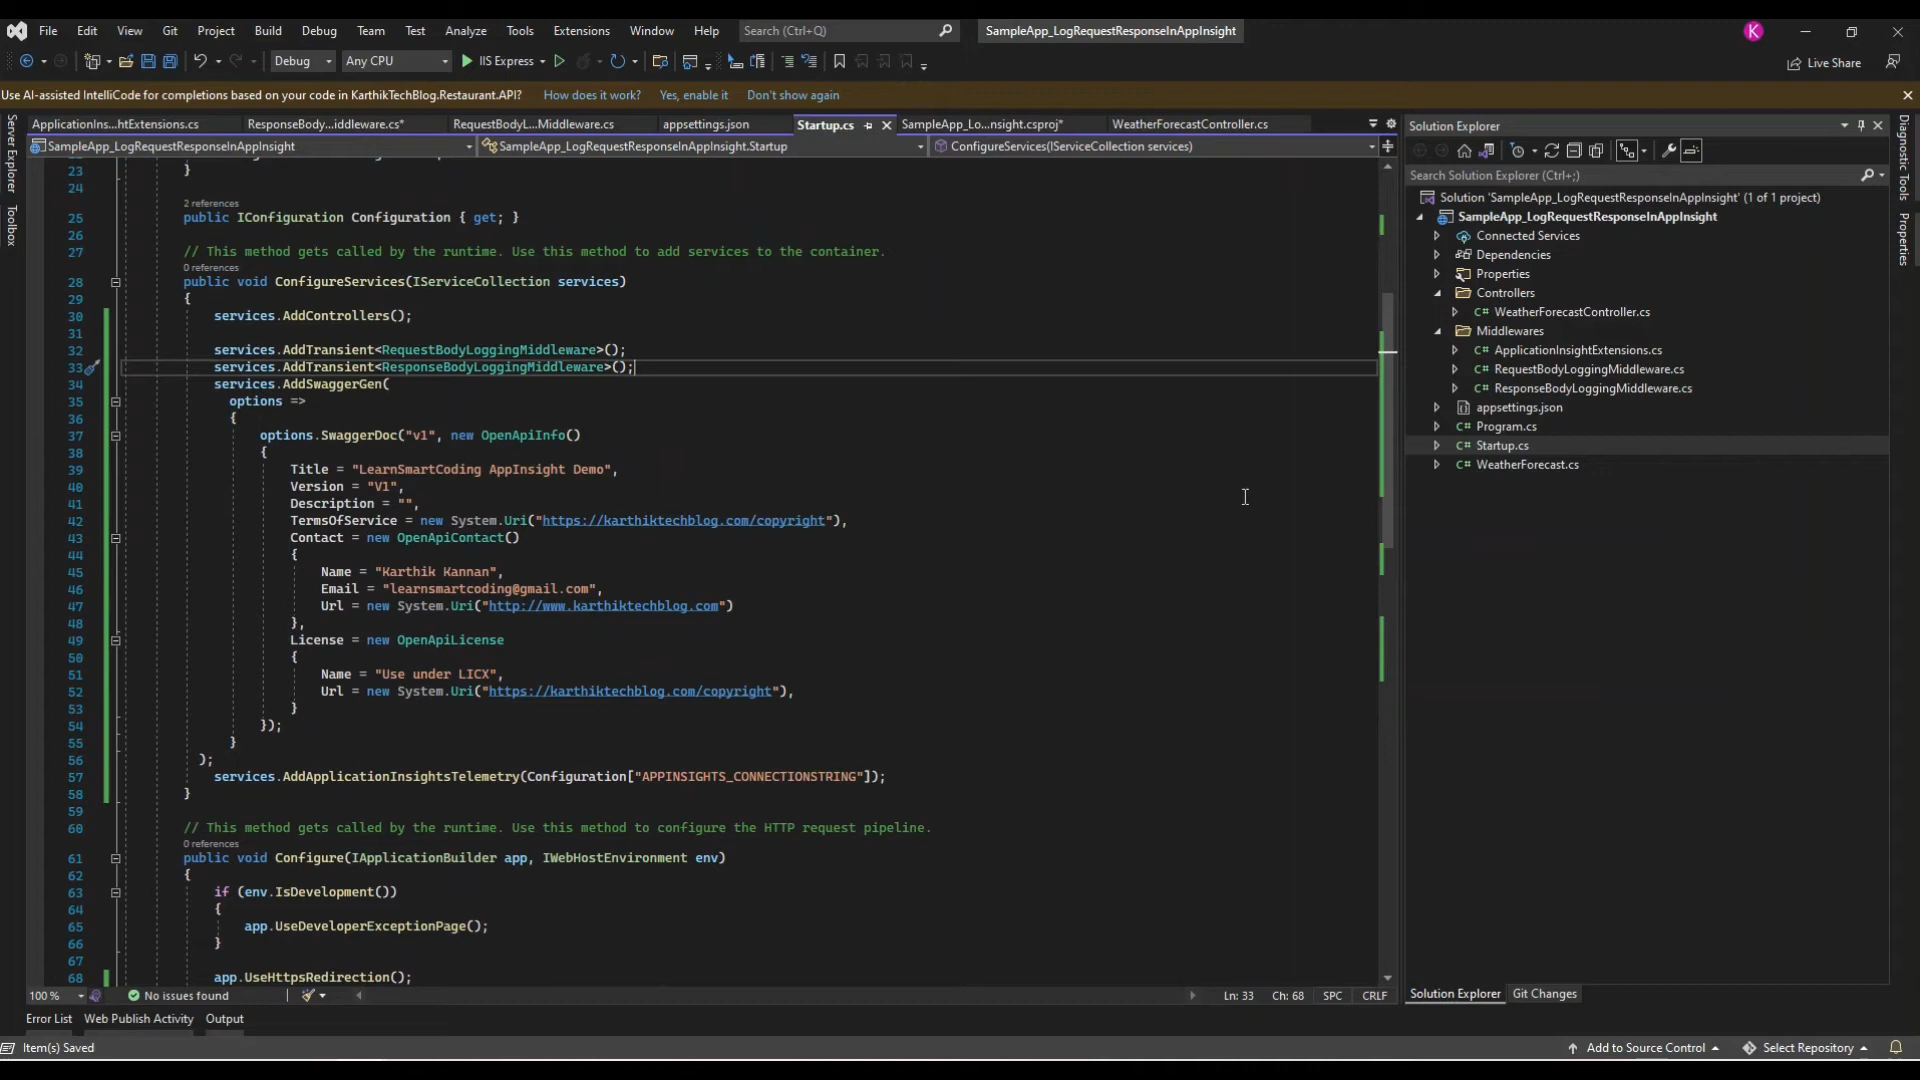 File Edit View Git Project Build Debug Team Test Analyze Tools Extensions Window Help Search (Ctrl+Q) SampleApp_LogRequestResponseInAppInsight K
Debug Any CPU IIS Express Live Share
Use AI-assisted IntelliCode for completions based on your code in KarthikTechBlog.Restaurant.API? How does it work? Yes, enable it Don't show again
ApplicationIns...htExtensions.cs ResponseBody...iddleware.cs* RequestBodyL...Middleware.cs appsettings.json Startup.cs SampleApp_Lo...nsight.csproj* WeatherForecastController.cs
SampleApp_LogRequestResponseInAppInsight SampleApp_LogRequestResponseInAppInsight.Startup ConfigureServices(IServiceCollection services)
Server Explorer
Toolbox
23 }
24
2 references
25 public IConfiguration Configuration { get; }
26
27 // This method gets called by the runtime. Use this method to add services to the container.
0 references
28 public void ConfigureServices(IServiceCollection services)
29 {
30 services.AddControllers();
31
32 services.AddTransient<RequestBodyLoggingMiddleware>();
33 services.AddTransient<ResponseBodyLoggingMiddleware>();
34 services.AddSwaggerGen(
35 options =>
36 {
37 options.SwaggerDoc("v1", new OpenApiInfo()
38 {
39 Title = "LearnSmartCoding AppInsight Demo",
40 Version = "V1",
41 Description = "",
42 TermsOfService = new System.Uri("https://karthiktechblog.com/copyright"),
43 Contact = new OpenApiContact()
44 {
45 Name = "Karthik Kannan",
46 Email = "learnsmartcoding@gmail.com",
47 Url = new System.Uri("http://www.karthiktechblog.com")
48 },
49 License = new OpenApiLicense
50 {
51 Name = "Use under LICX",
52 Url = new System.Uri("https://karthiktechblog.com/copyright"),
53 }
54 });
55 }
56 );
57 services.AddApplicationInsightsTelemetry(Configuration["APPINSIGHTS_CONNECTIONSTRING"]);
58 }
59
60 // This method gets called by the runtime. Use this method to configure the HTTP request pipeline.
0 references
61 public void Configure(IApplicationBuilder app, IWebHostEnvironment env)
62 {
63 if (env.IsDevelopment())
64 {
65 app.UseDeveloperExceptionPage();
66 }
67
68 app.UseHttpsRedirection();
100 % No issues found Ln: 33 Ch: 68 SPC CRLF
Solution Explorer
Search Solution Explorer (Ctrl+;)
Solution 'SampleApp_LogRequestResponseInAppInsight' (1 of 1 project)
SampleApp_LogRequestResponseInAppInsight
Connected Services
Dependencies
Properties
Controllers
C# WeatherForecastController.cs
Middlewares
C# ApplicationInsightExtensions.cs
C# RequestBodyLoggingMiddleware.cs
C# ResponseBodyLoggingMiddleware.cs
appsettings.json
C# Program.cs
C# Startup.cs
C# WeatherForecast.cs
Solution Explorer Git Changes
Diagnostic Tools
Properties
Error List Web Publish Activity Output
Item(s) Saved Add to Source Control Select Repository